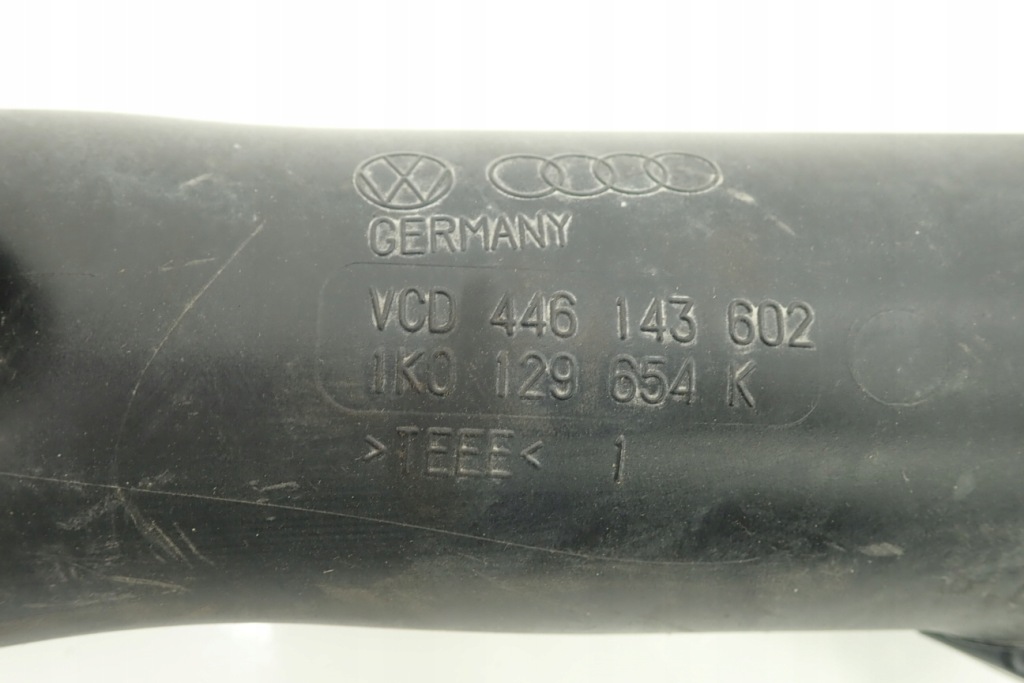 GERMANY
VCD 446 143 602
1K0 129 654 K
>TEEE< 1